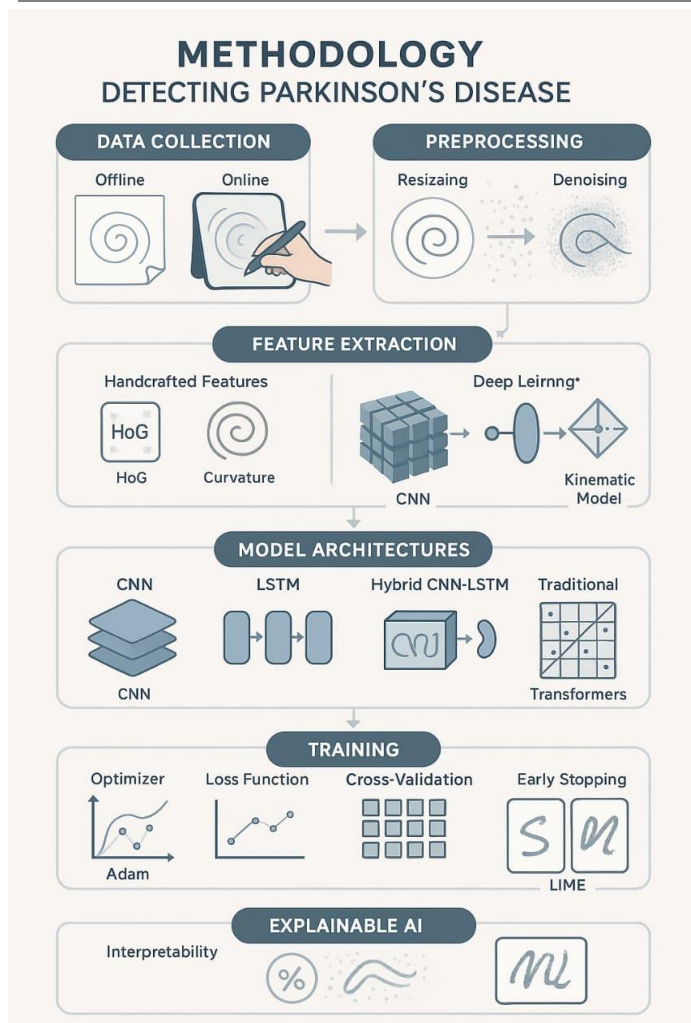 METHODOLOGY
DETECTING PARKINSON'S DISEASE
DATA COLLECTION
Offline
Online
PREPROCESSING
Resizaing
Denoising
FEATURE EXTRACTION
Handcrafted Features
HoG
HoG
Curvature
Deep Leirnng*
CNN
Kinematic
Model
MODEL ARCHITECTURES
CNN
CNN
LSTM
Hybrid CNN-LSTM
Traditional
Transformers
TRAINING
Optimizer
Adam
Loss Function
Cross-Validation
Early Stopping
LIME
EXPLAINABLE AI
Interpretability
%